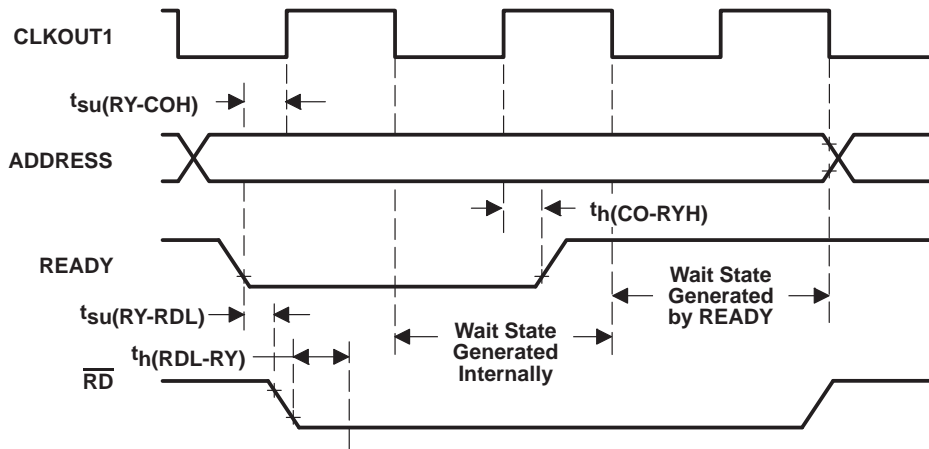 CLKOUT1
tsu(RY-COH)
ADDRESS
th(CO-RYH)
READY
Wait State
Generated
by READY
tsu(RY-RDL)
Wait State
Generated
Internally
th(RDL-RY)
RD